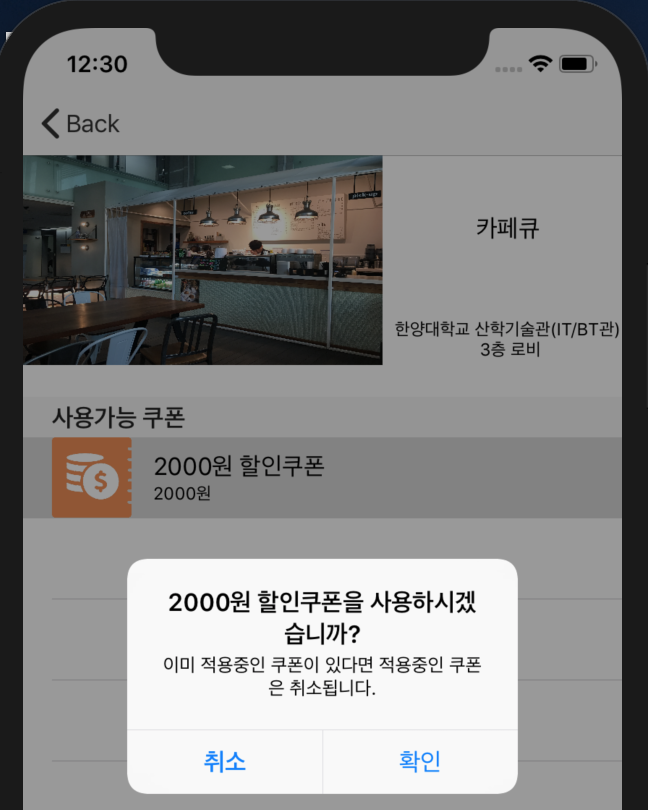 12:30
Back
pick-up
카페큐
한양대학교 산학기술관(IT/BT관)
3층 로비
사용가능 쿠폰
2000원 할인쿠폰
2000원
2000원 할인쿠폰을 사용하시겠
습니까?
이미 적용중인 쿠폰이 있다면 적용중인 쿠폰
은 취소됩니다.
취소
확인